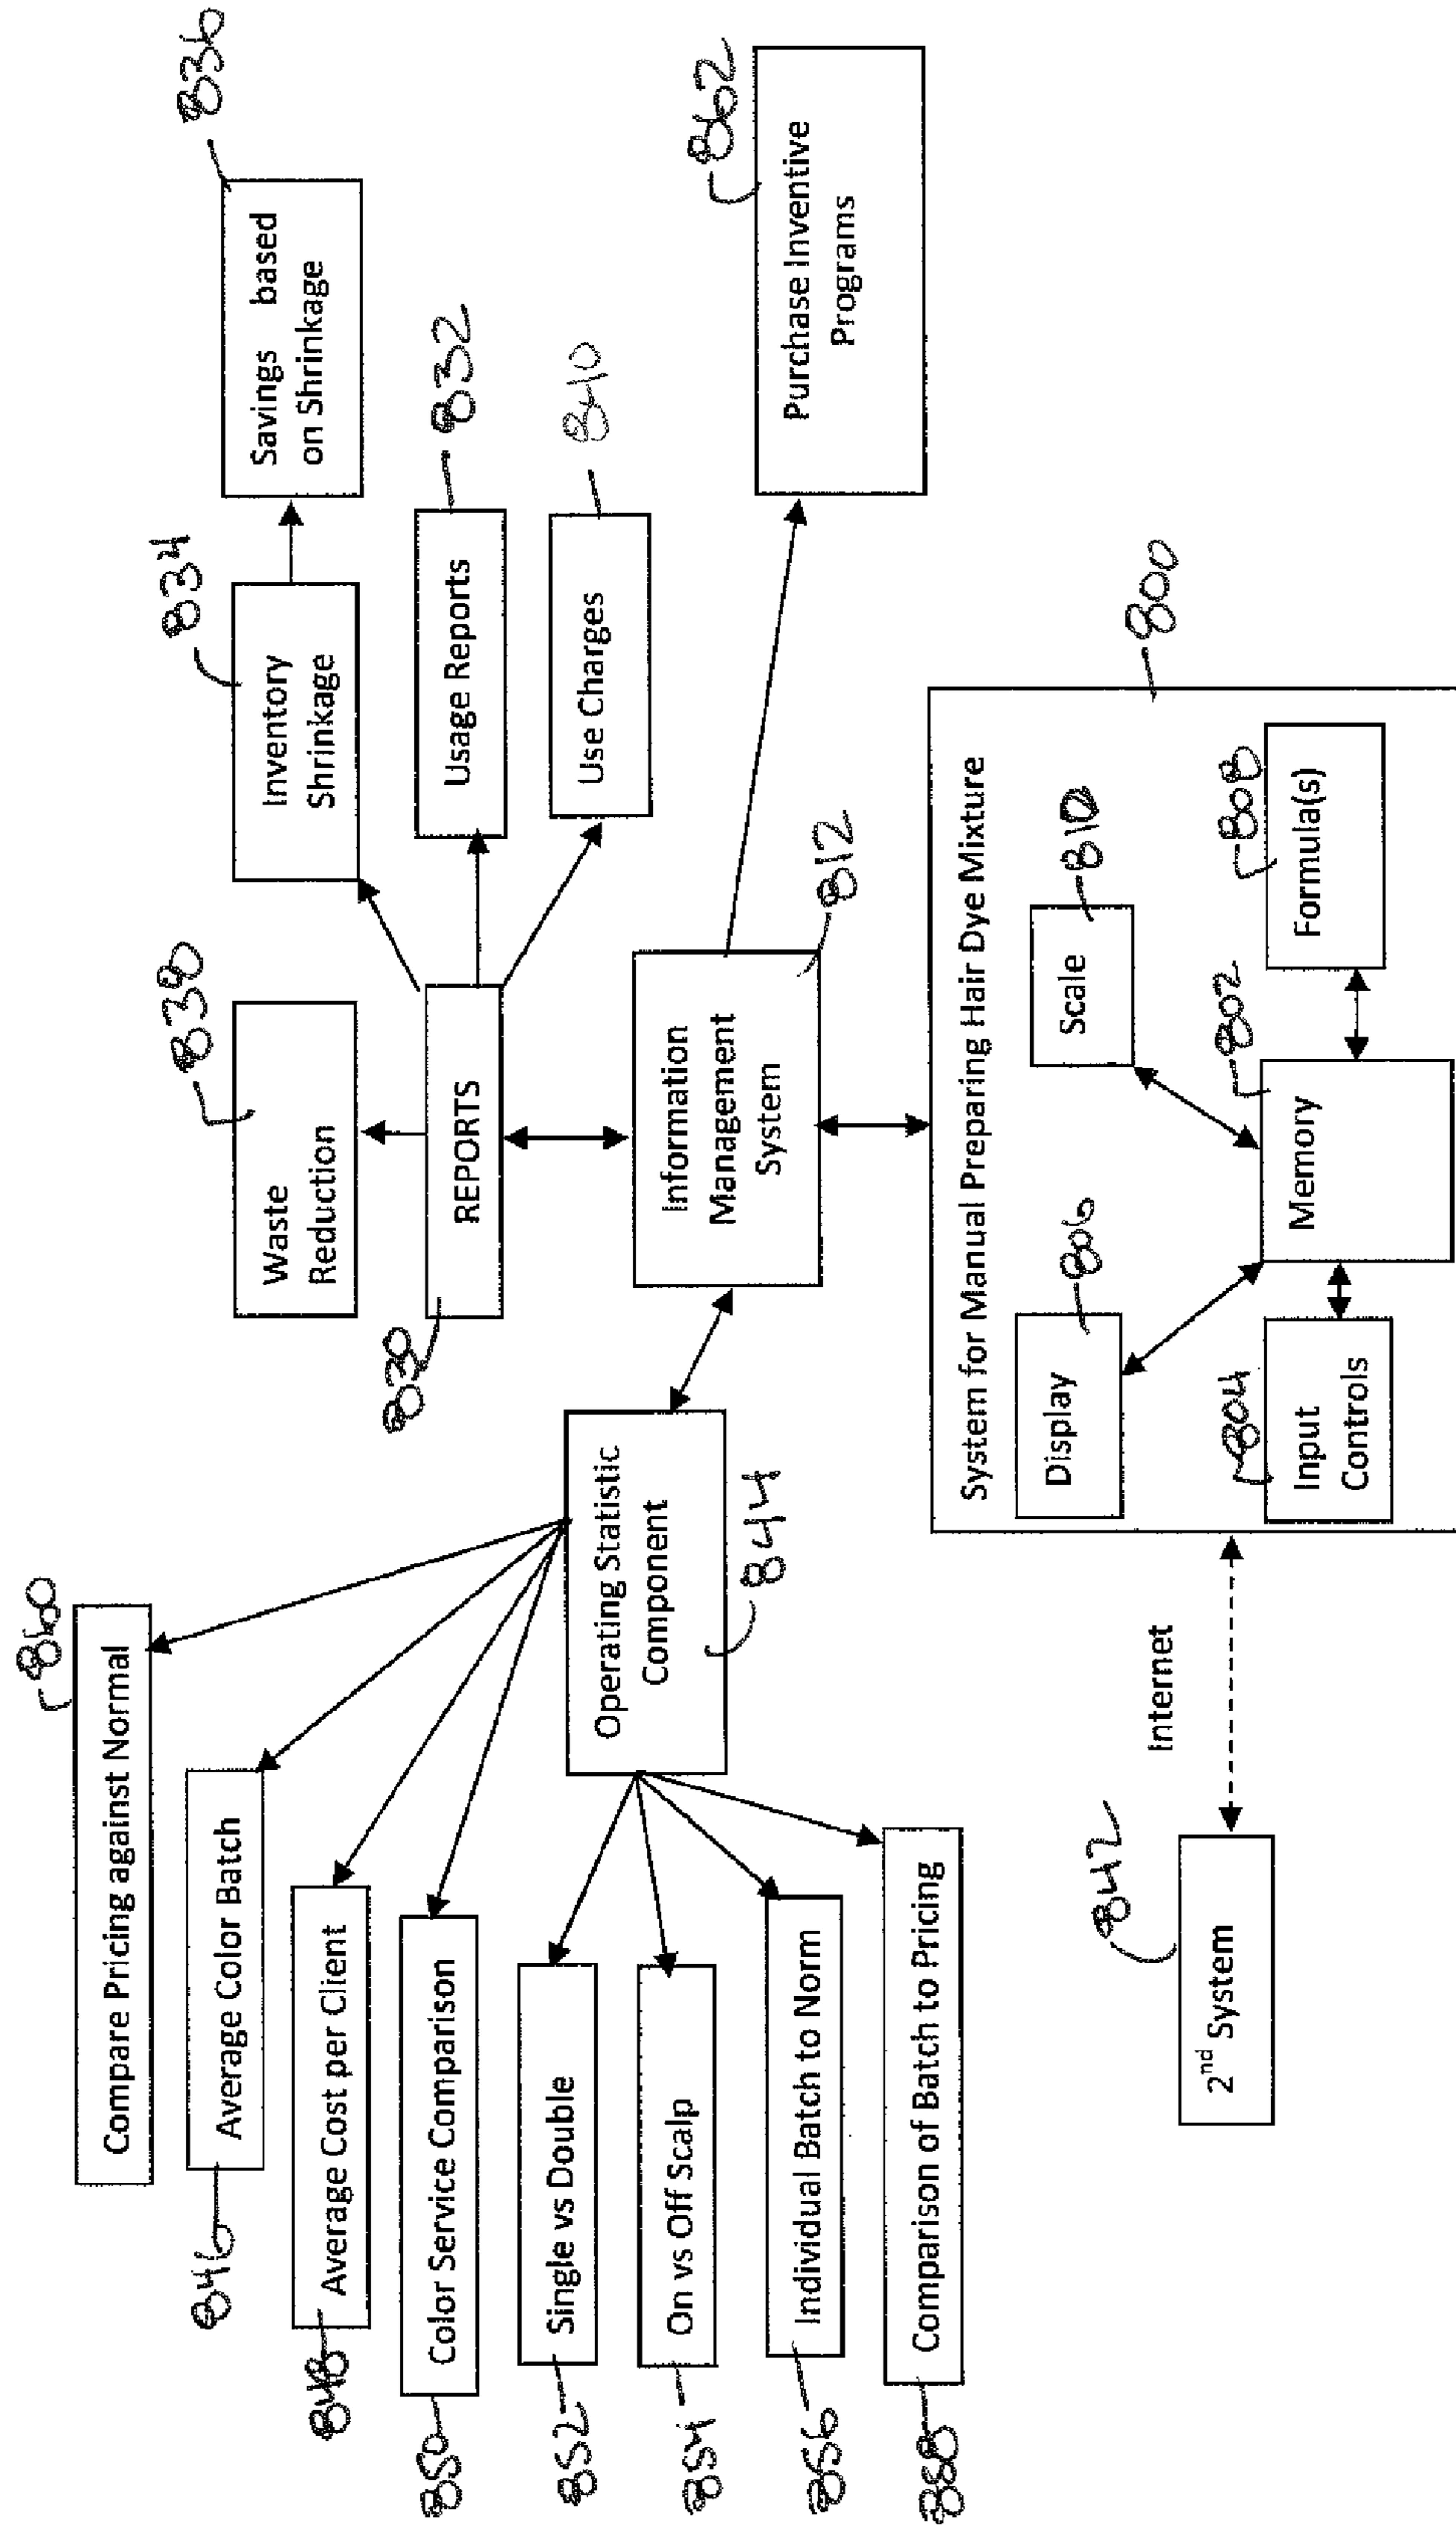 860
Compare Pricing against Normal
846
Average Color Batch
848
Average Cost per Client
850
Color Service Comparison
852
Single vs Double
854
On vs Off Scalp
856
Individual Batch to Norm
858
Comparison of Batch to Pricing
Operating Statistic
Component
844
838
Waste
Reduction
834
Inventory
Shrinkage
836
Savings based
on Shrinkage
830
REPORTS
Usage Reports
832
Use Charges
840
Information
Management
System
812
862
Purchase Inventive
Programs
842
2nd System
Internet
800
System for Manual Preparing Hair Dye Mixture
Display
806
Scale
810
804
Input
Controls
802
Memory
808
Formula(s)